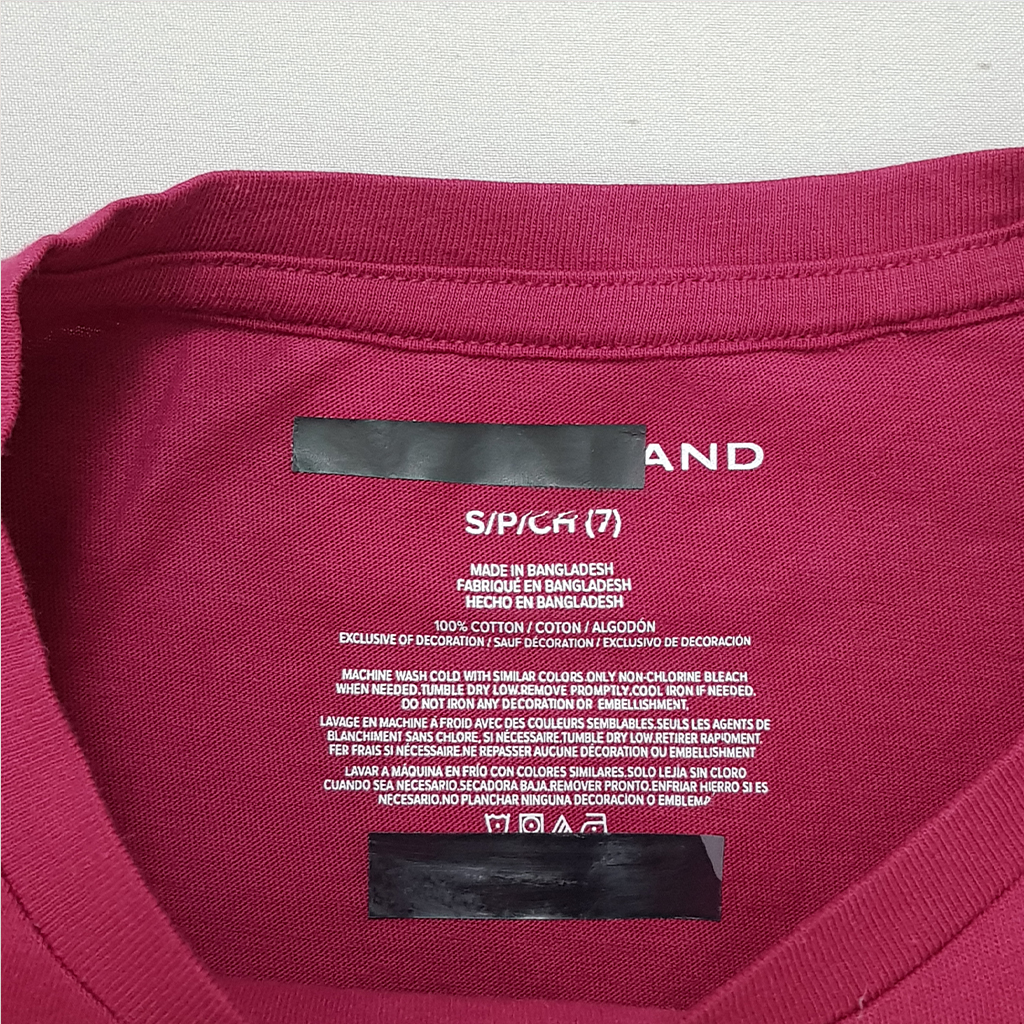 AND
S/P/CH (7)
MADE IN BANGLADESH
FABRIQUÉ EN BANGLADESH
HECHO EN BANGLADESH
100% COTTON / COTON / ALGODÓN
EXCLUSIVE OF DECORATION / SAUF DÉCORATION / EXCLUSIVO DE DECORACIÓN
MACHINE WASH COLD WITH SIMILAR COLORS.ONLY NON-CHLORINE BLEACH
WHEN NEEDED.TUMBLE DRY LOW.REMOVE PROMPTLY.COOL IRON IF NEEDED.
DO NOT IRON ANY DECORATION OR EMBELLISHMENT.
LAVAGE EN MACHINE À FROID AVEC DES COULEURS SEMBLABLES.SEULS LES AGENTS DE
BLANCHIMENT SANS CHLORE, SI NÉCESSAIRE.TUMBLE DRY LOW.RETIRER RAPIDMENT.
FER FRAIS SI NÉCESSAIRE.NE REPASSER AUCUNE DÉCORATION OU EMBELLISHMENT
LAVAR A MÁQUINA EN FRÍO CON COLORES SIMILARES.SOLO LEJÍA SIN CLORO
CUANDO SEA NECESARIO.SECADORA BAJA.REMOVER PRONTO.ENFRIAR HIERRO SI ES
NECESARIO.NO PLANCHAR NINGUNA DECORACION O EMBLEMA